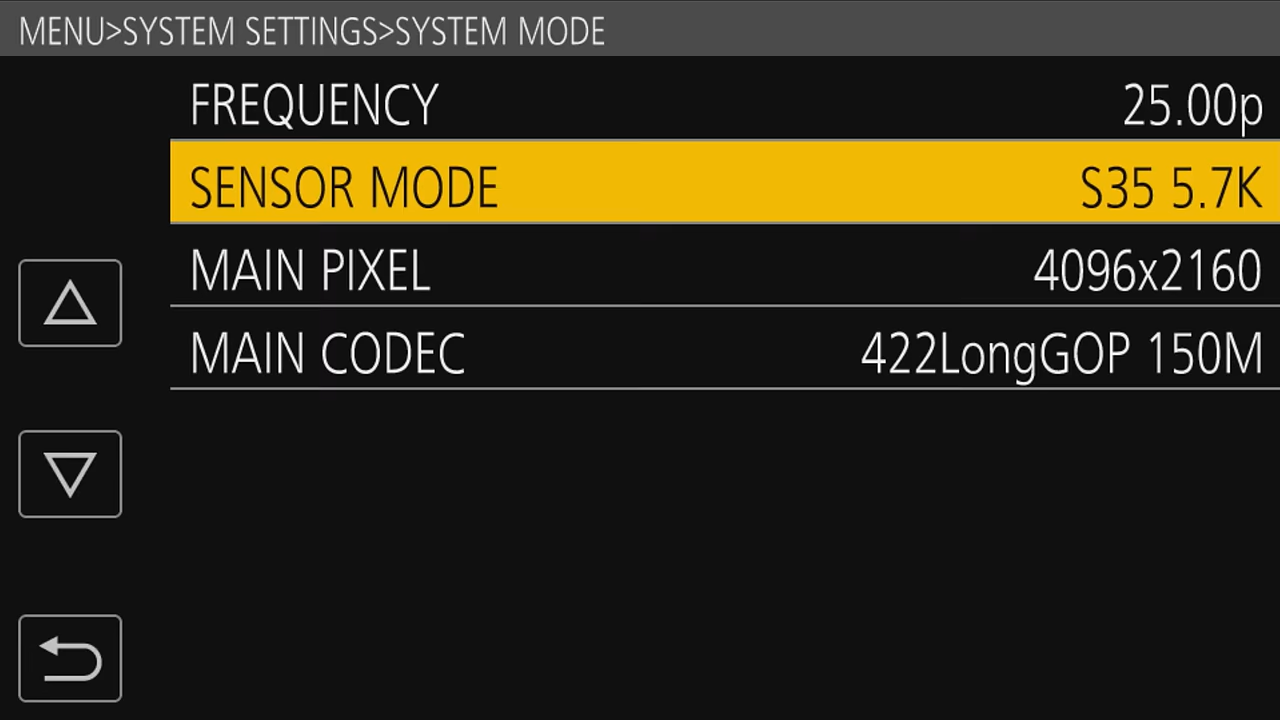 MENU>SYSTEM SETTINGS>SYSTEM MODE
FREQUENCY 25.00p
SENSOR MODE S35 5.7K
MAIN PIXEL 4096x2160
MAIN CODEC 422LongGOP 150M